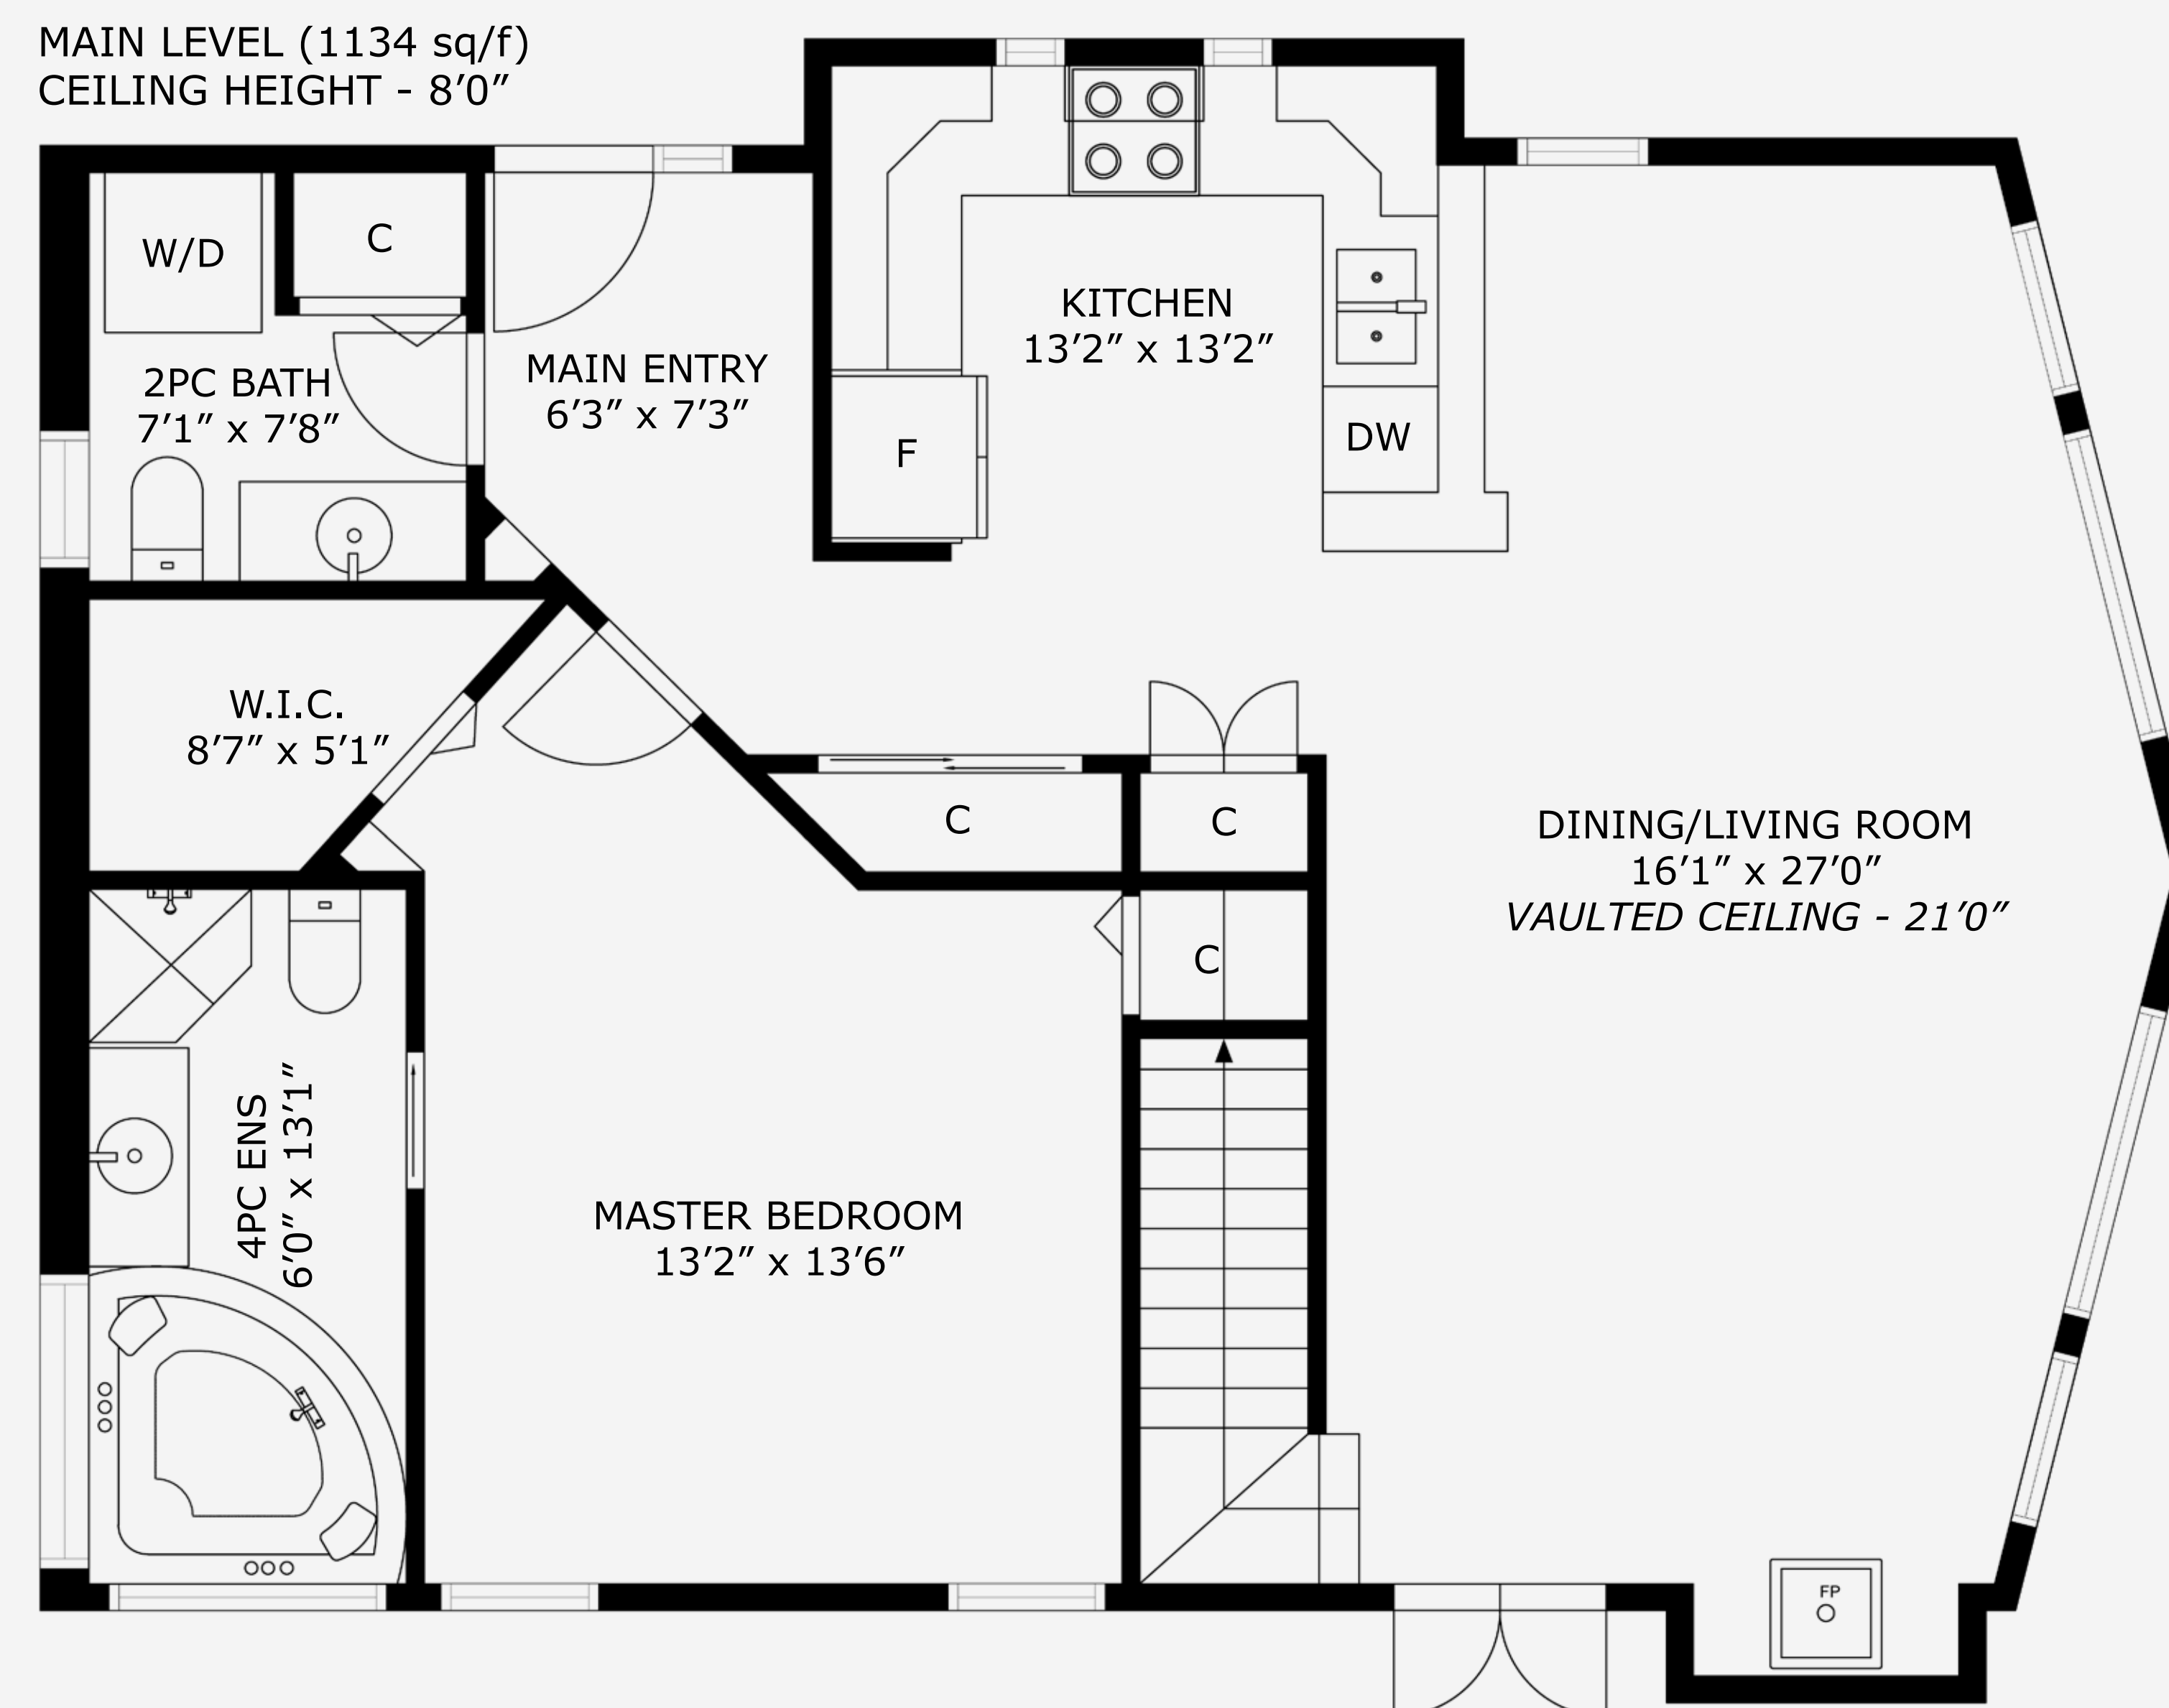 MAIN LEVEL (1134 sq/f)
CEILING HEIGHT - 8′0″
W/D
C
2PC BATH
7′1″ x 7′8″
MAIN ENTRY
6′3″ x 7′3″
KITCHEN
13′2″ x 13′2″
F
DW
W.I.C.
8′7″ x 5′1″
C
C
C
DINING/LIVING ROOM
16′1″ x 27′0″
VAULTED CEILING - 21′0″
4PC ENS
6′0″ x 13′1″
MASTER BEDROOM
13′2″ x 13′6″
FP